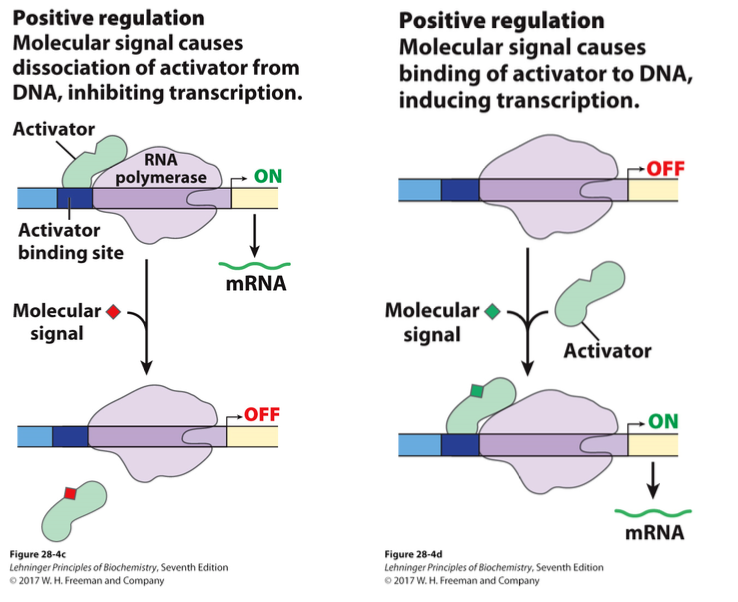 Positive regulation
Molecular signal causes
dissociation of activator from
DNA, inhibiting transcription.
Activator
RNA
polymerase
ON
Activator
binding site
mRNA
Molecular
signal
OFF
Figure 28-4c
Lehninger Principles of Biochemistry, Seventh Edition
© 2017 W. H. Freeman and Company
Positive regulation
Molecular signal causes
binding of activator to DNA,
inducing transcription.
OFF
Molecular
signal
Activator
ON
mRNA
Figure 28-4d
Lehninger Principles of Biochemistry, Seventh Edition
© 2017 W. H. Freeman and Company